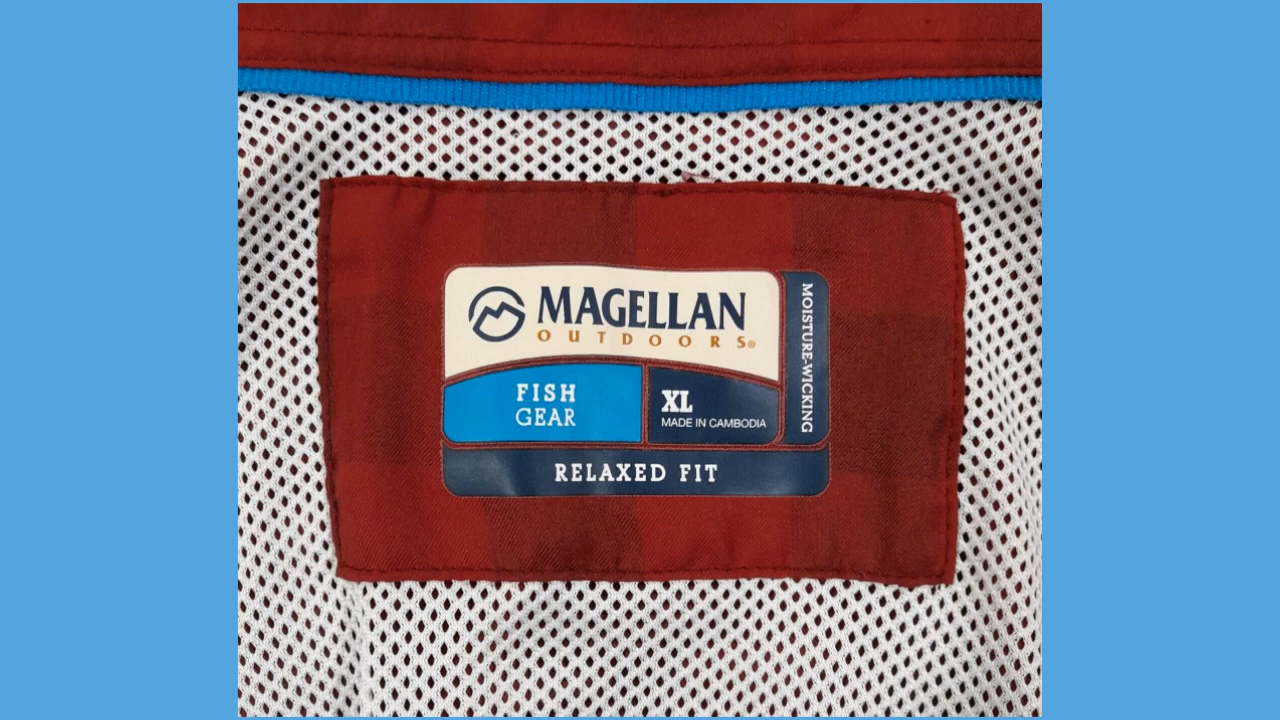 MAGELLAN
OUTDOORS®
FISH
GEAR
XL
MADE IN CAMBODIA
MOISTURE-WICKING
RELAXED FIT